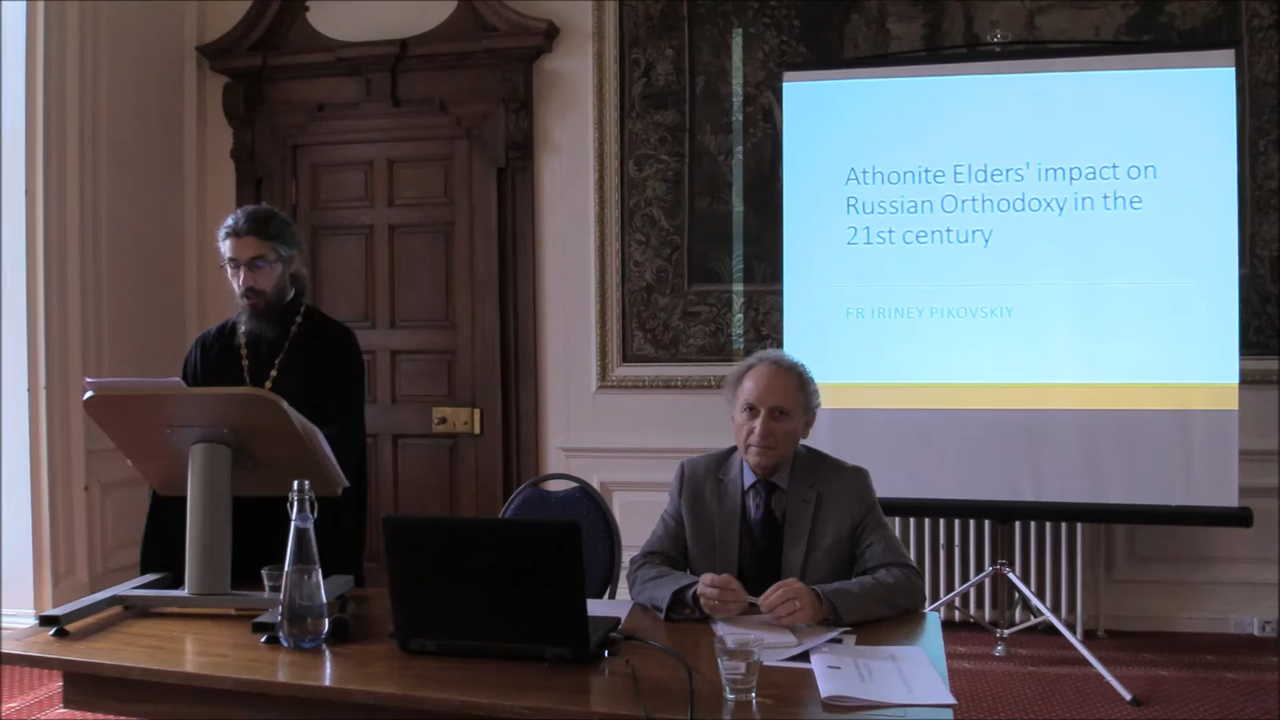 Athonite Elders' impact on
Russian Orthodoxy in the
21st century
FR IRINEY PIKOVSKIY